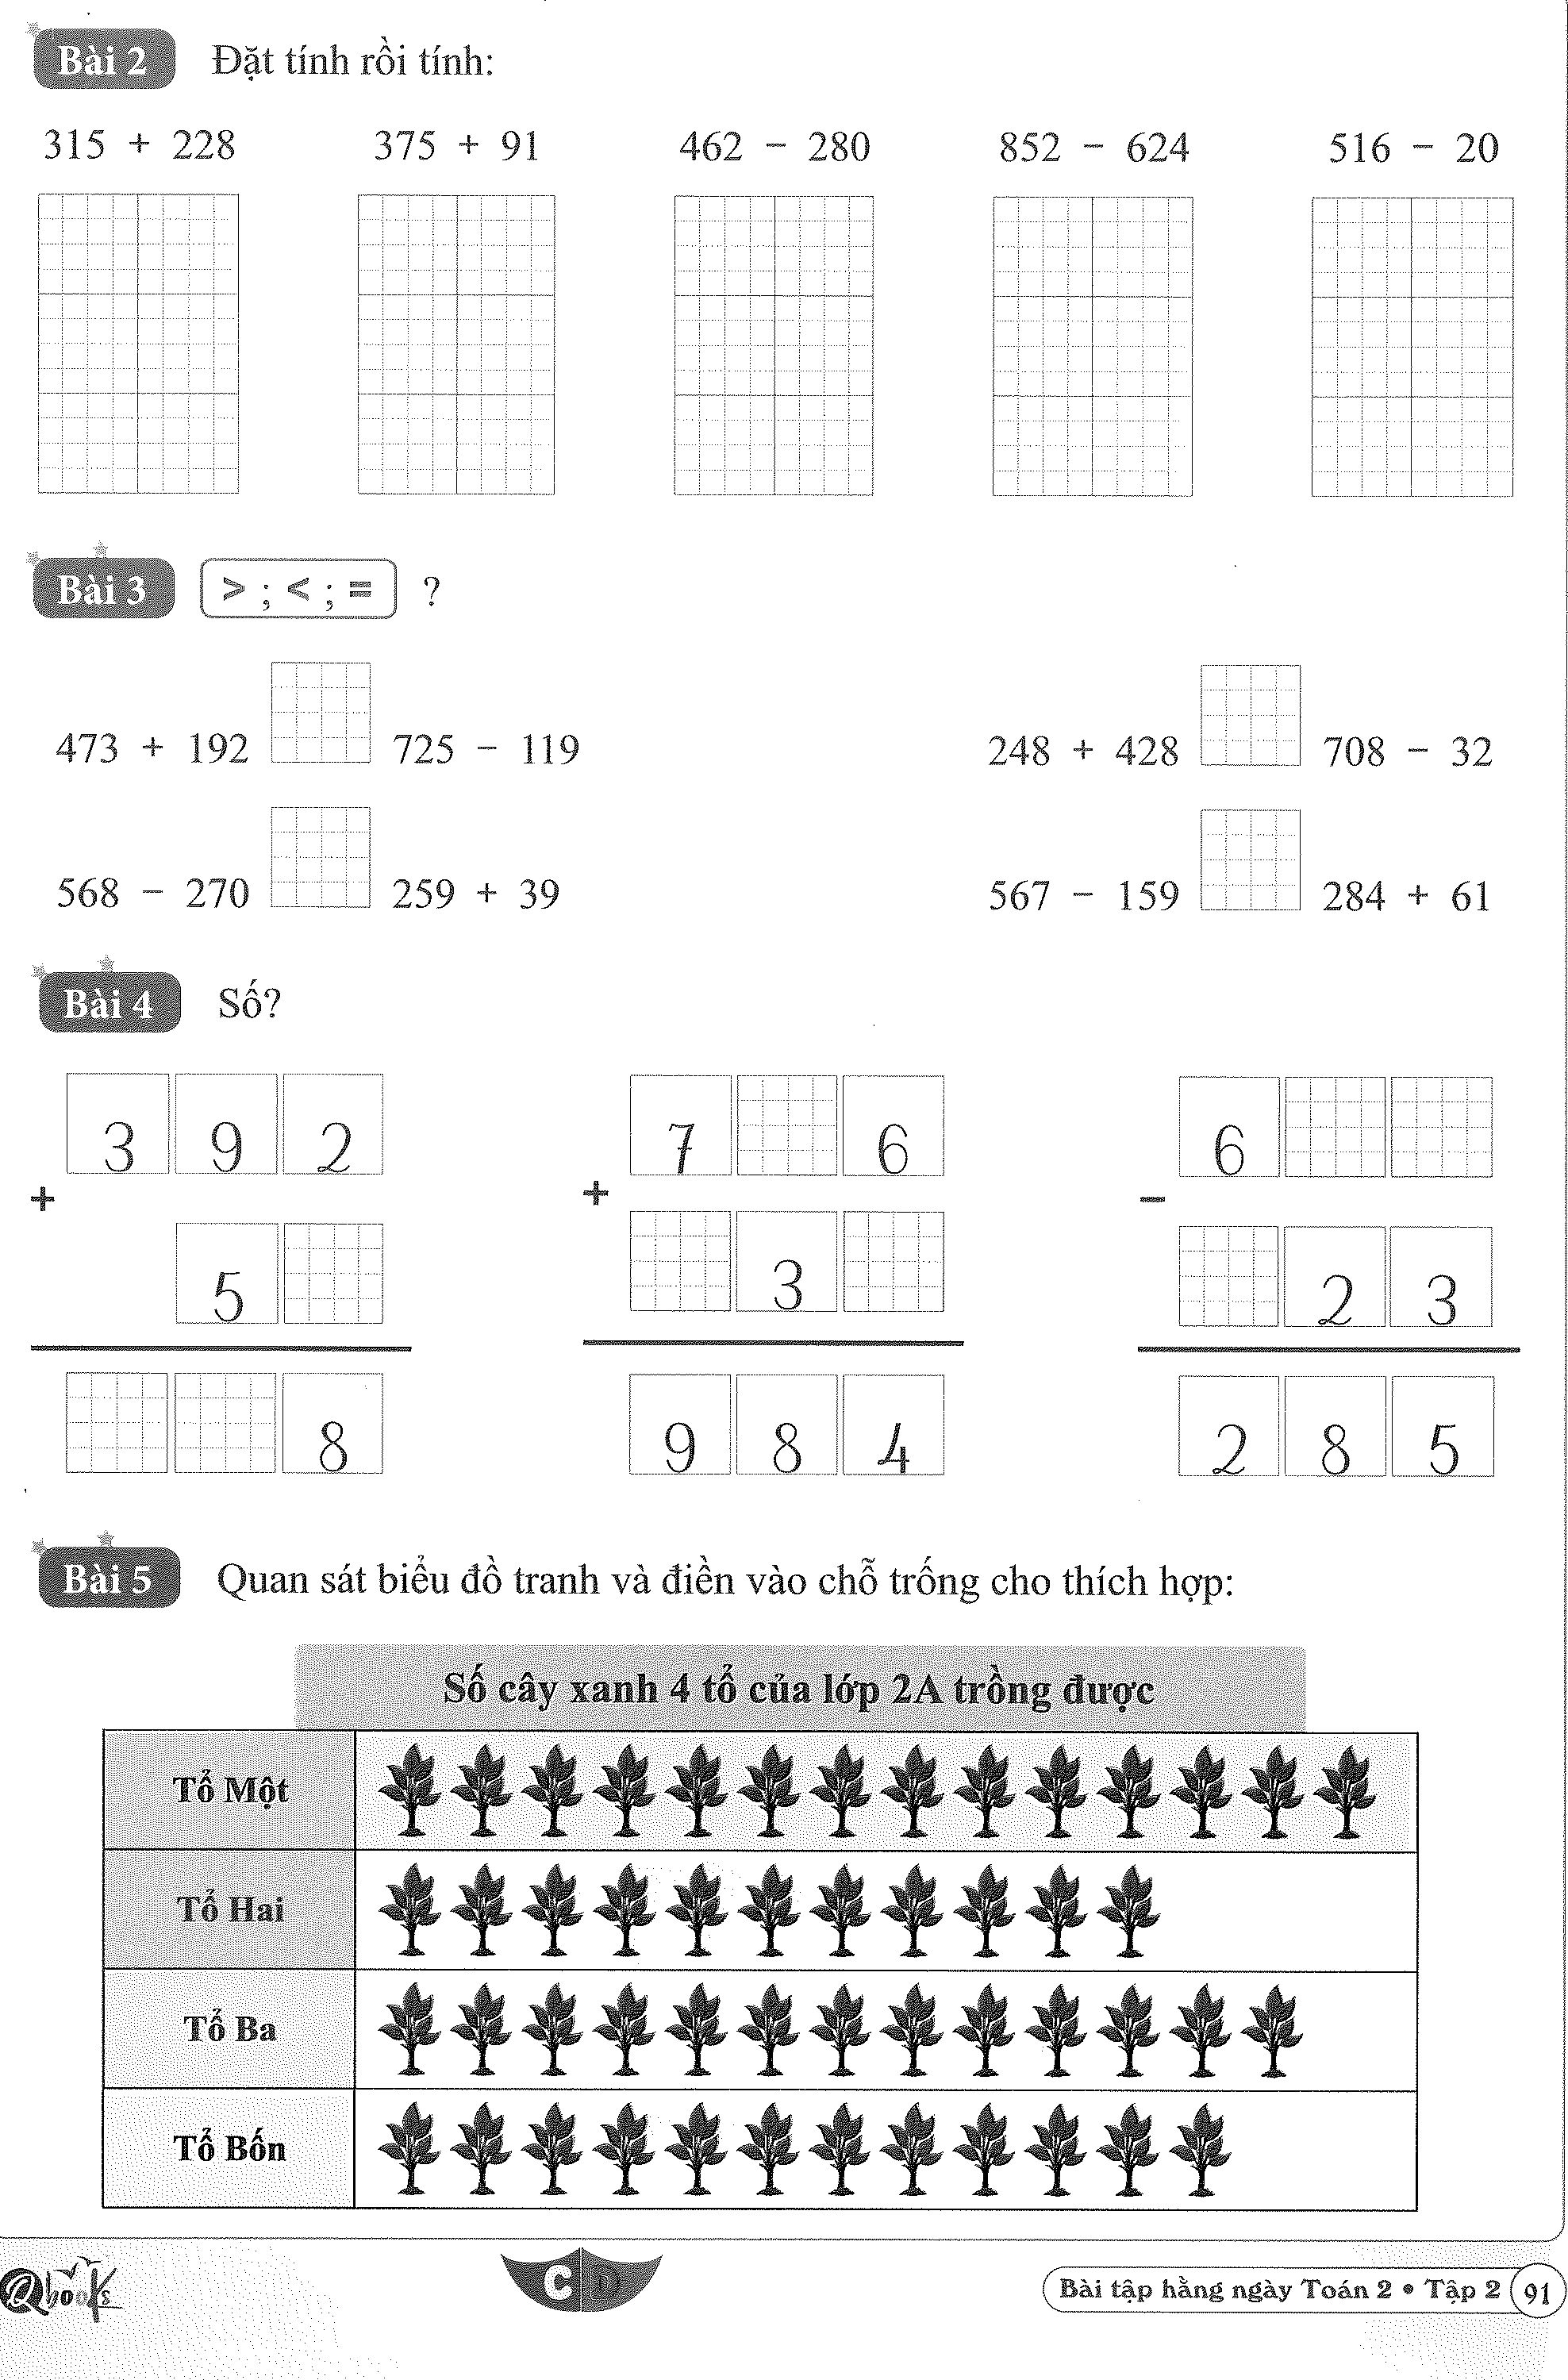 Bài 2 Đặt tính rồi tính:
315 + 228 375 + 91 462 − 280 852 − 624 516 − 20
Bài 3 > ; < ; = ?
473 + 192 725 − 119 248 + 428 708 − 32
568 − 270 259 + 39 567 − 159 284 + 61
Bài 4 Số?
3 9 2 7 6 6
+ + −
5 3 2 3
8 9 8 4 2 8 5
Bài 5 Quan sát biểu đồ tranh và điền vào chỗ trống cho thích hợp:
Số cây xanh 4 tổ của lớp 2A trồng được
Tổ Một
Tổ Hai
Tổ Ba
Tổ Bốn
Qbooks CD Bài tập hằng ngày Toán 2 • Tập 2 91